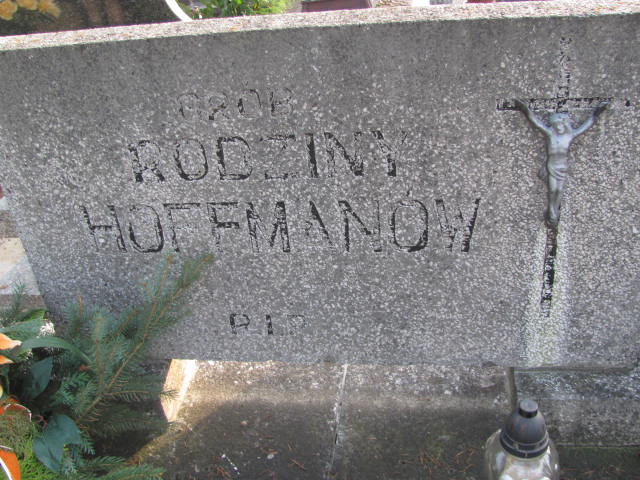 GRÓB
RODZINY
HOFFMANÓW
R I P